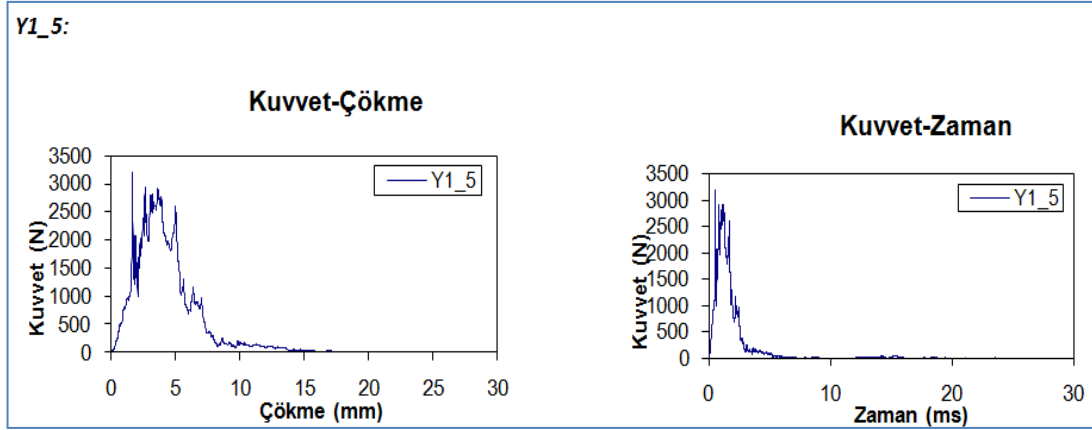 Y1_5:
Kuvvet-Çökme
3500
3000
2500
2000
1500
1000
500
0
Kuvvet (N)
Y1_5
0 5 10 15 20 25 30
Çökme (mm)
Kuvvet-Zaman
3500
3000
2500
2000
1500
1000
500
0
Kuvvet (N)
Y1_5
0 10 20 30
Zaman (ms)